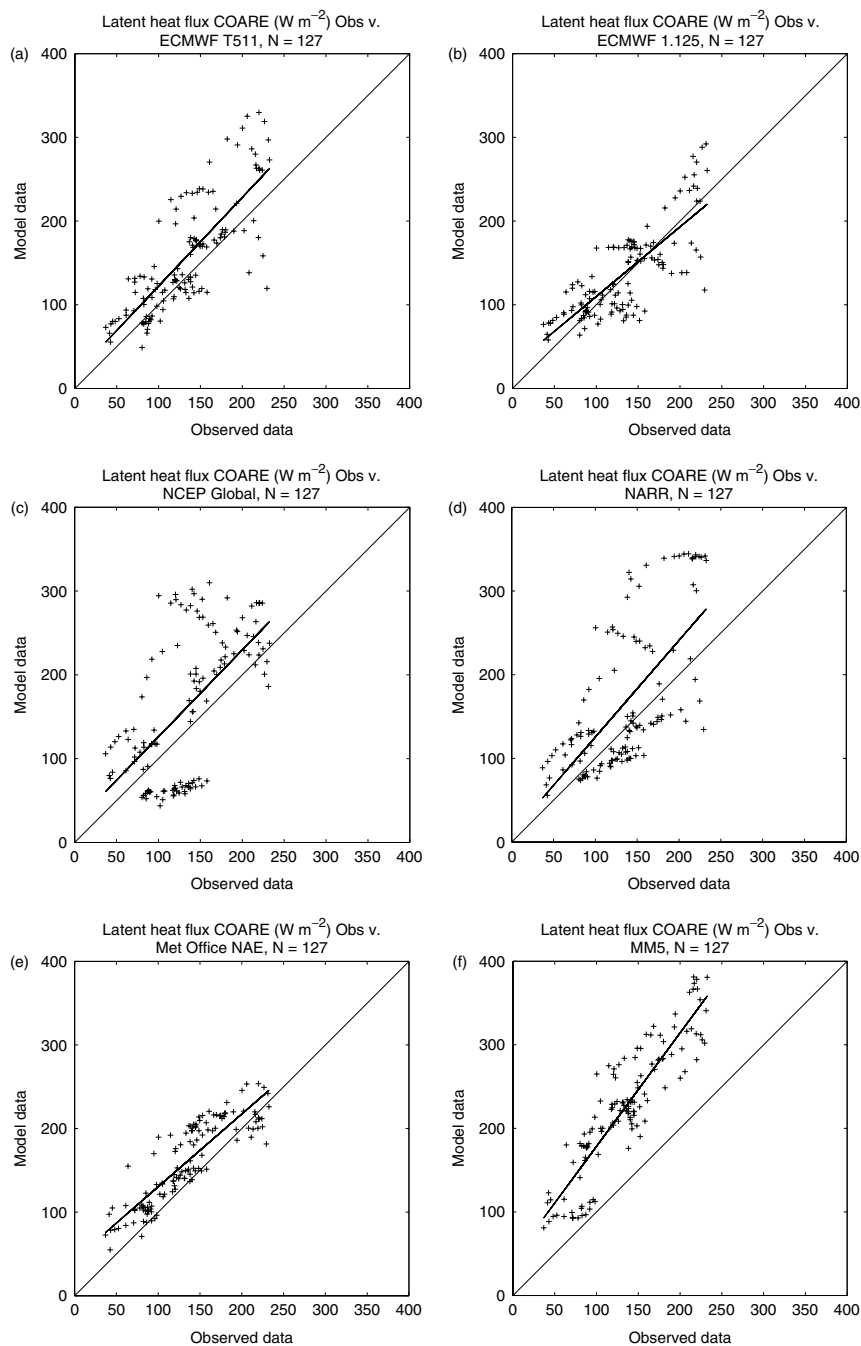 Latent heat flux COARE (W m⁻²) Obs v.
(a) ECMWF T511, N = 127
400
300
200
100
0
Model data
0 50 100 150 200 250 300 350 400
Observed data
Latent heat flux COARE (W m⁻²) Obs v.
(b) ECMWF 1.125, N = 127
400
300
200
100
0
Model data
0 50 100 150 200 250 300 350 400
Observed data
Latent heat flux COARE (W m⁻²) Obs v.
(c) NCEP Global, N = 127
400
300
200
100
0
Model data
0 50 100 150 200 250 300 350 400
Observed data
Latent heat flux COARE (W m⁻²) Obs v.
(d) NARR, N = 127
400
300
200
100
0
Model data
0 50 100 150 200 250 300 350 400
Observed data
Latent heat flux COARE (W m⁻²) Obs v.
(e) Met Office NAE, N = 127
400
300
200
100
0
Model data
0 50 100 150 200 250 300 350 400
Observed data
Latent heat flux COARE (W m⁻²) Obs v.
(f) MM5, N = 127
400
300
200
100
0
Model data
0 50 100 150 200 250 300 350 400
Observed data